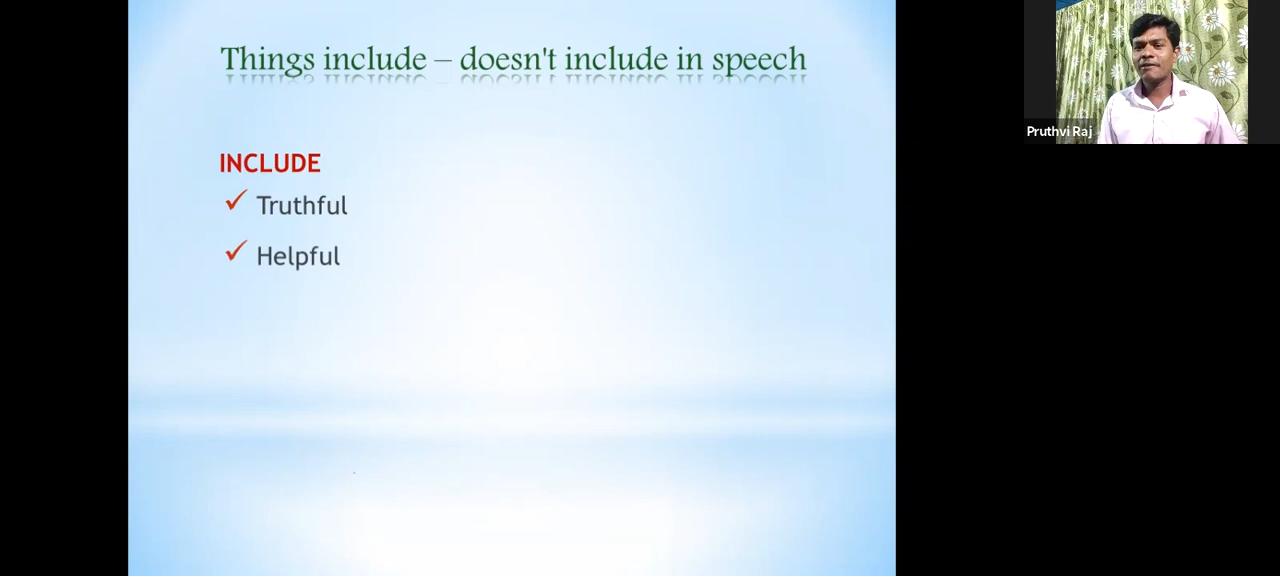 Things include – doesn't include in speech
INCLUDE
✓ Truthful
✓ Helpful
Pruthvi Raj